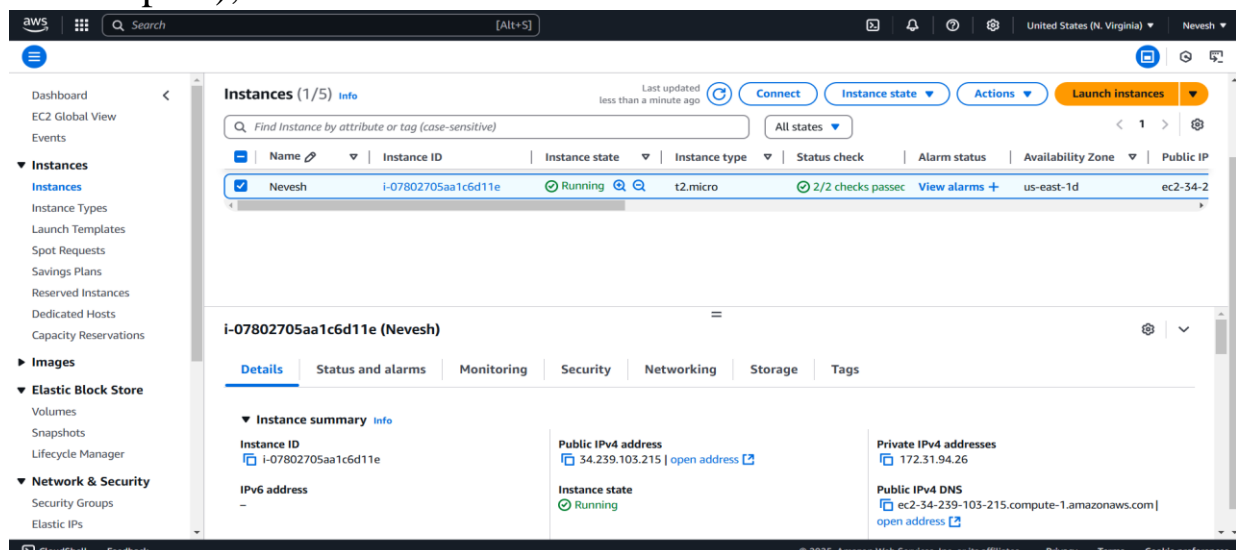 aws Search [Alt+S] United States (N. Virginia) Nevesh
Dashboard
EC2 Global View
Events
Instances
Instances
Instance Types
Launch Templates
Spot Requests
Savings Plans
Reserved Instances
Dedicated Hosts
Capacity Reservations
Images
Elastic Block Store
Volumes
Snapshots
Lifecycle Manager
Network & Security
Security Groups
Elastic IPs
Instances (1/5) Info
Last updated
less than a minute ago
Connect Instance state Actions Launch instances
Find Instance by attribute or tag (case-sensitive) All states 1
Name Instance ID Instance state Instance type Status check Alarm status Availability Zone Public IP
Nevesh i-07802705aa1c6d11e Running t2.micro 2/2 checks passec View alarms + us-east-1d ec2-34-2
i-07802705aa1c6d11e (Nevesh)
Details Status and alarms Monitoring Security Networking Storage Tags
Instance summary Info
Instance ID
i-07802705aa1c6d11e
Public IPv4 address
34.239.103.215 | open address
Private IPv4 addresses
172.31.94.26
IPv6 address
–
Instance state
Running
Public IPv4 DNS
ec2-34-239-103-215.compute-1.amazonaws.com |
open address